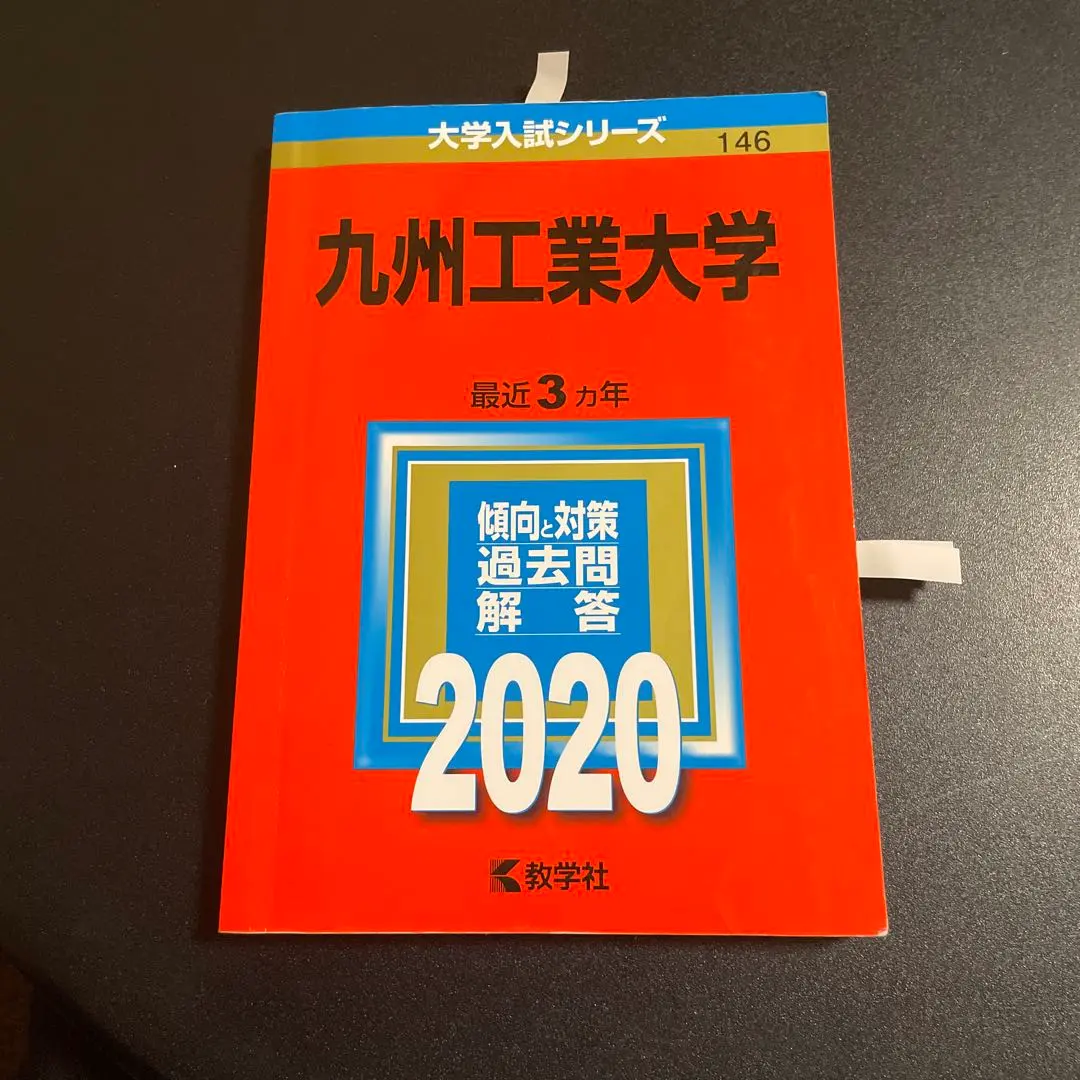 大学入試シリーズ
146
九州工業大学
最近3カ年
傾向と対策
過去問
解答
2020
教学社